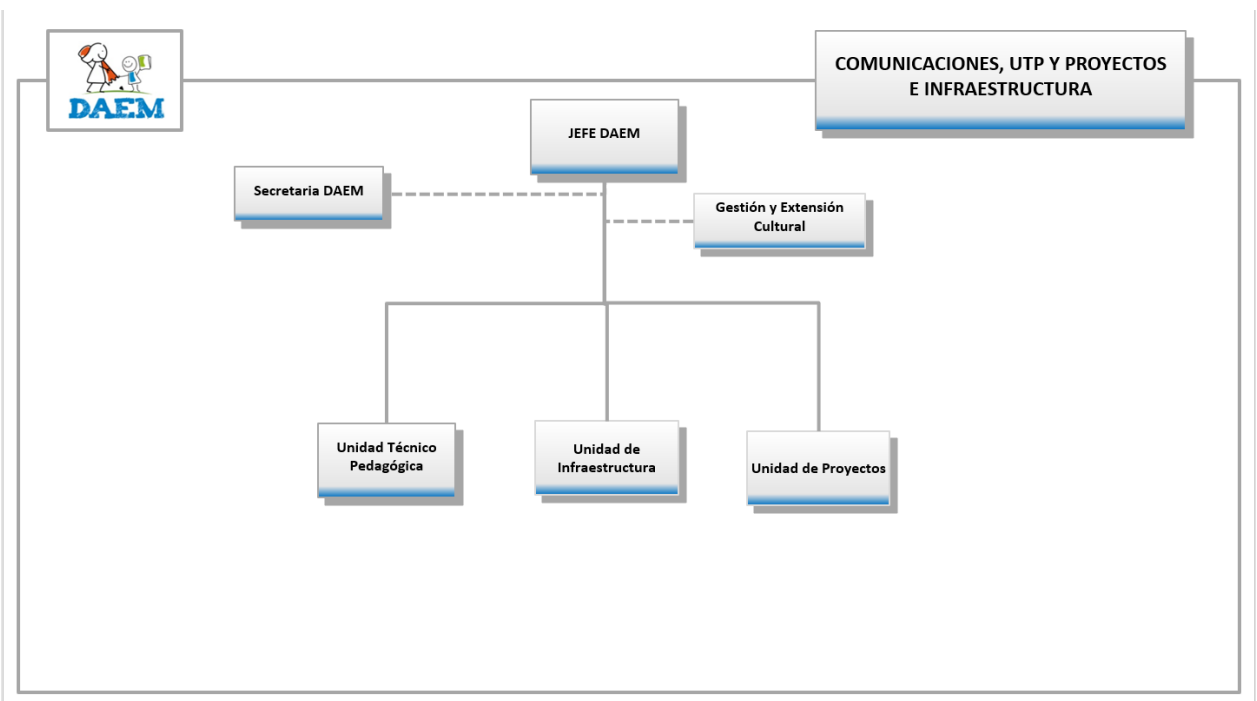 DAEM
COMUNICACIONES, UTP Y PROYECTOS
E INFRAESTRUCTURA
JEFE DAEM
Secretaria DAEM
Gestión y Extensión
Cultural
Unidad Técnico
Pedagógica
Unidad de
Infraestructura
Unidad de Proyectos